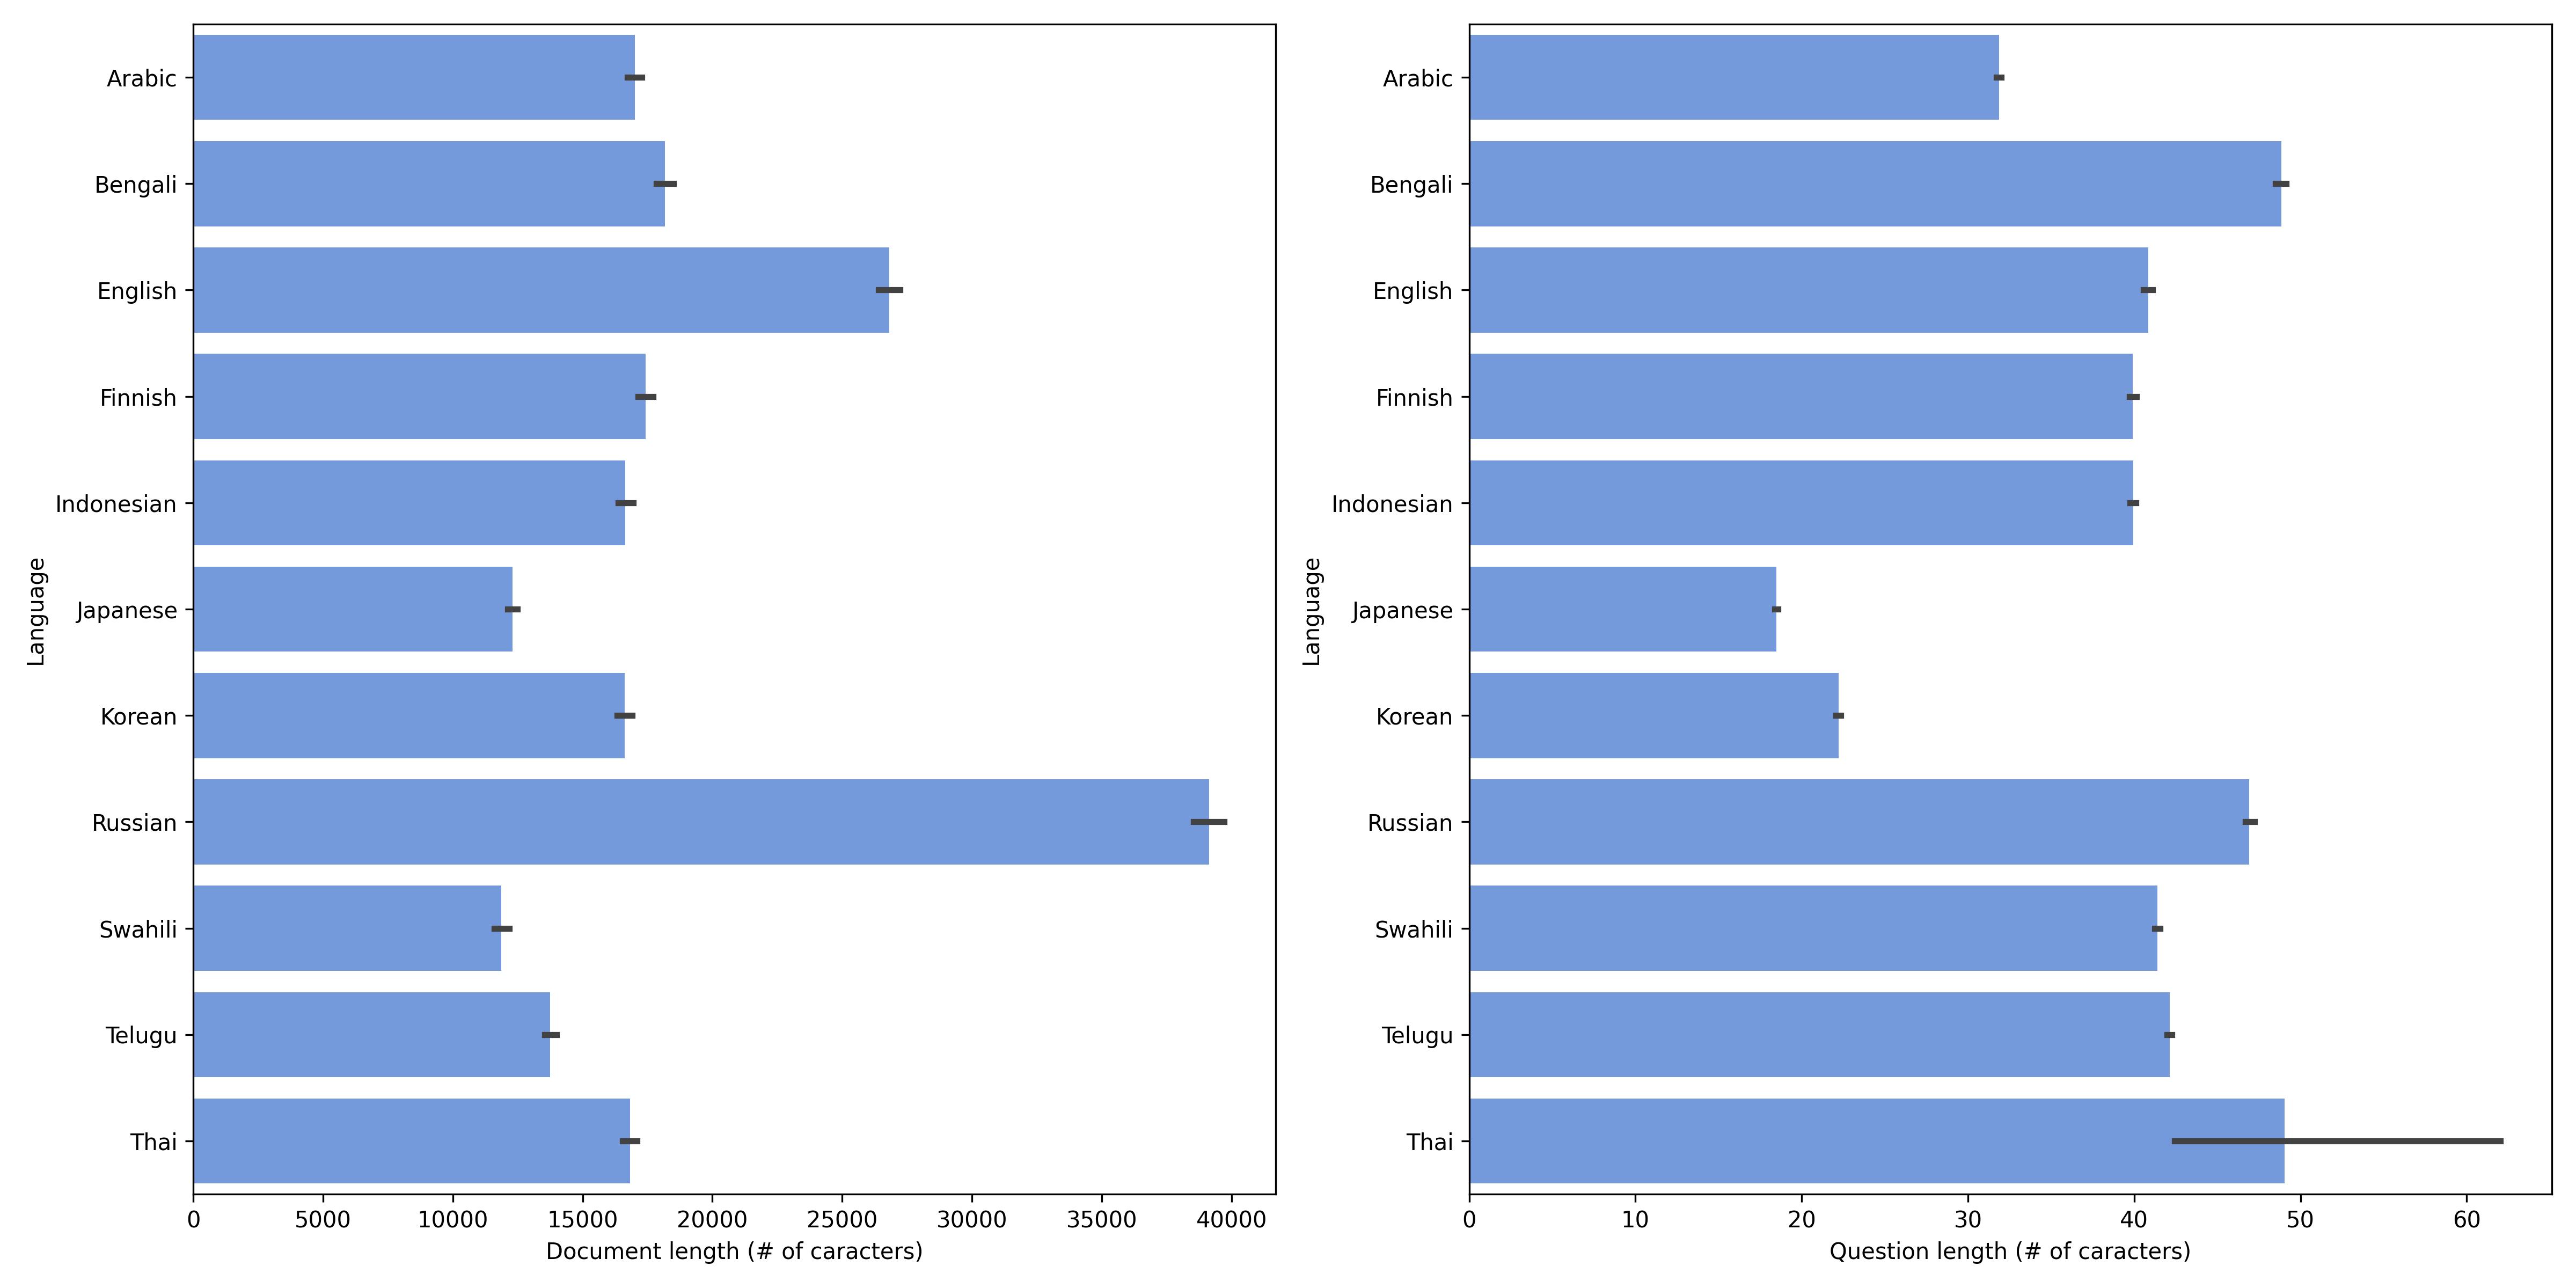 Arabic
Bengali
English
Finnish
Indonesian
Japanese
Korean
Russian
Swahili
Telugu
Thai
Language
0 5000 10000 15000 20000 25000 30000 35000 40000
Document length (# of caracters)
Arabic
Bengali
English
Finnish
Indonesian
Japanese
Korean
Russian
Swahili
Telugu
Thai
Language
0 10 20 30 40 50 60
Question length (# of caracters)